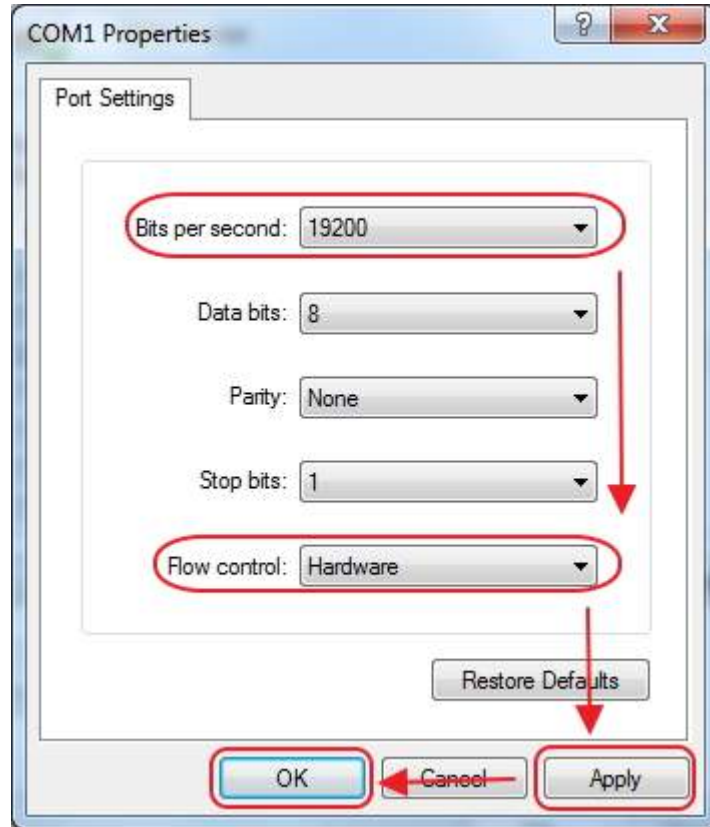 COM1 Properties
Port Settings
Bits per second: 19200
Data bits: 8
Parity: None
Stop bits: 1
Flow control: Hardware
Restore Defaults
OK Cancel Apply